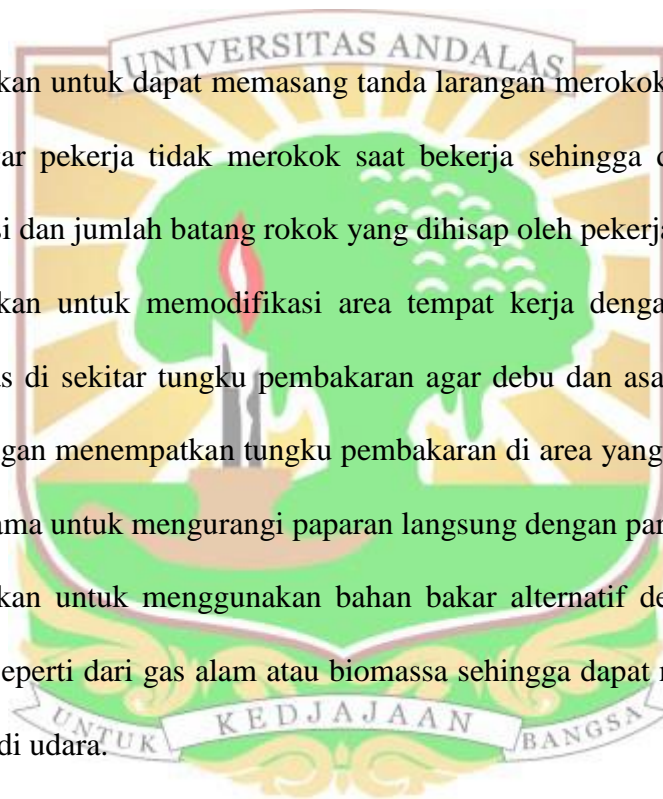 UNIVERSITAS ANDALAS
kan untuk dapat memasang tanda larangan merokok
ar pekerja tidak merokok saat bekerja sehingga
si dan jumlah batang rokok yang dihisap oleh pekerja
kan untuk memodifikasi area tempat kerja denga
s di sekitar tungku pembakaran agar debu dan asa
gan menempatkan tungku pembakaran di area yang
ama untuk mengurangi paparan langsung dengan par
kan untuk menggunakan bahan bakar alternatif de
eperti dari gas alam atau biomassa sehingga dapat
di udara.
UNTUK KEDJAJAAN BANGSA